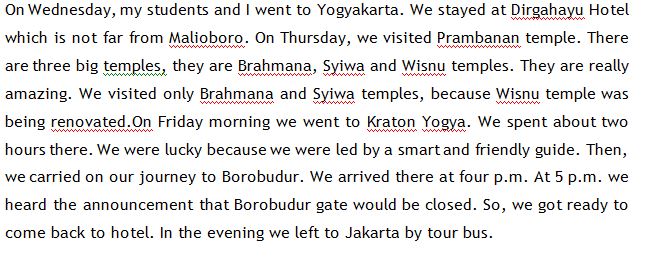 On Wednesday, my students and I went to Yogyakarta. We stayed at Dirgahayu Hotel
which is not far from Malioboro. On Thursday, we visited Prambanan temple. There
are three big temples, they are Brahmana, Syiwa and Wisnu temples. They are really
amazing. We visited only Brahmana and Syiwa temples, because Wisnu temple was
being renovated.On Friday morning we went to Kraton Yogya. We spent about two
hours there. We were lucky because we were led by a smart and friendly guide. Then,
we carried on our journey to Borobudur. We arrived there at four p.m. At 5 p.m. we
heard the announcement that Borobudur gate would be closed. So, we got ready to
come back to hotel. In the evening we left to Jakarta by tour bus.